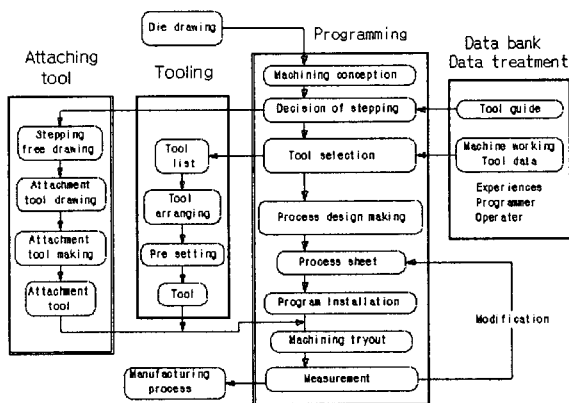 Die drawing
Programming
Attaching
tool
Tooling
Data bank
Data treatment
Machining conception
Decision of stepping
Tool guide
Stepping
free drawing
Tool
list
Tool selection
Machine working
Tool data
Experiences
Programmer
Operater
Attachment
tool drawing
Tool
arranging
Process design making
Attachment
tool making
Pre setting
Process sheet
Attachment
tool
Tool
Program Installation
Modification
Machining tryout
Manufacturing
process
Measurement